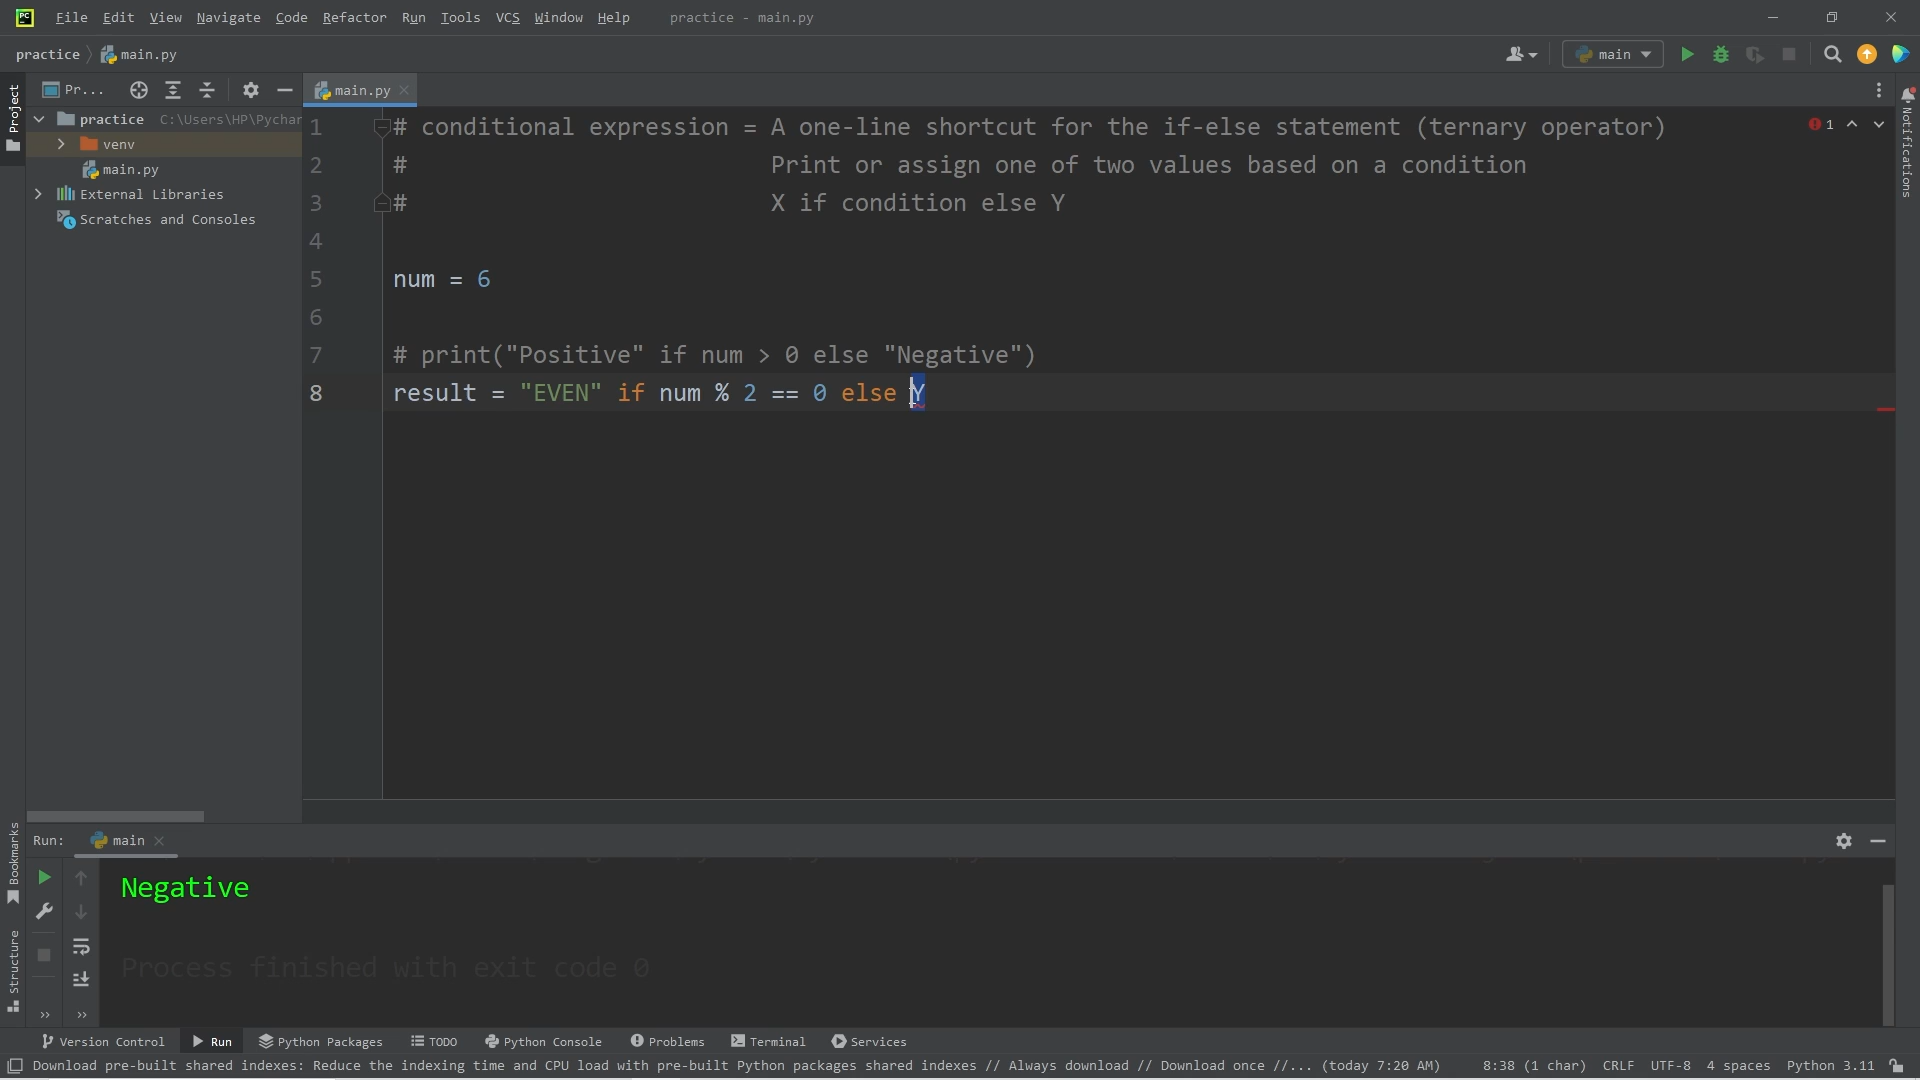 PC File Edit View Navigate Code Refactor Run Tools VCS Window Help practice - main.py
practice main.py main
Project Pr... main.py
practice C:\Users\HP\Pychar
venv
main.py
External Libraries
Scratches and Consoles
1 # conditional expression = A one-line shortcut for the if-else statement (ternary operator)
2 # Print or assign one of two values based on a condition
3 # X if condition else Y
4
5 num = 6
6
7 # print("Positive" if num > 0 else "Negative")
8 result = "EVEN" if num % 2 == 0 else Y
1
Notifications
Bookmarks
Structure
Run: main
Negative
Process finished with exit code 0
Version Control Run Python Packages TODO Python Console Problems Terminal Services
Download pre-built shared indexes: Reduce the indexing time and CPU load with pre-built Python packages shared indexes // Always download // Download once //... (today 7:20 AM) 8:38 (1 char) CRLF UTF-8 4 spaces Python 3.11